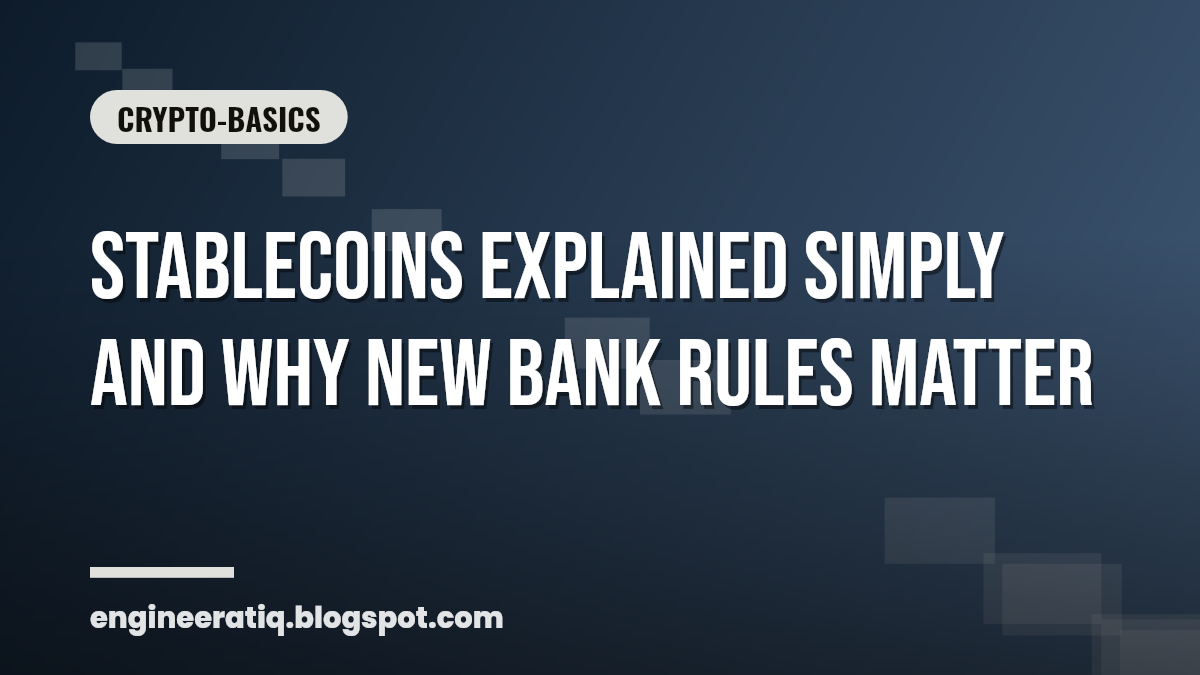 CRYPTO-BASICS
STABLECOINS EXPLAINED SIMPLY
AND WHY NEW BANK RULES MATTER
engineeratiq.blogspot.com